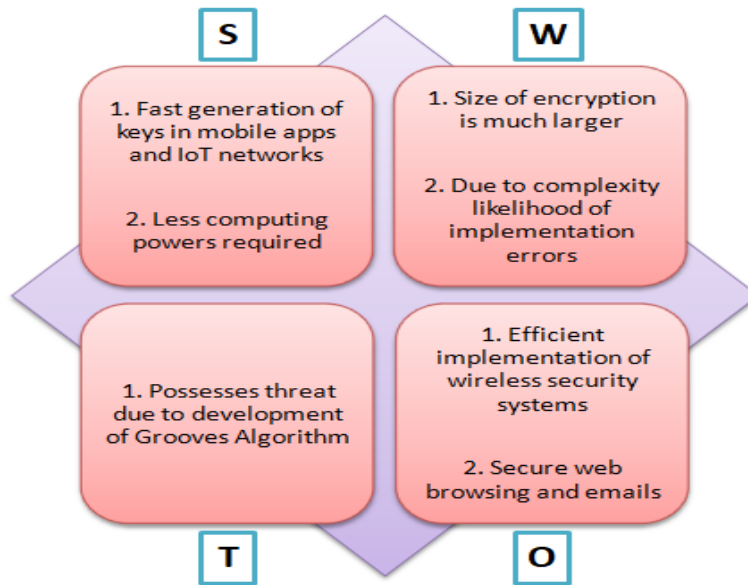 S
W
1. Fast generation of
keys in mobile apps
and IoT networks
2. Less computing
powers required
1. Size of encryption
is much larger
2. Due to complexity
likelihood of
implementation
errors
1. Possesses threat
due to development
of Grooves Algorithm
1. Efficient
implementation of
wireless security
systems
2. Secure web
browsing and emails
T
O